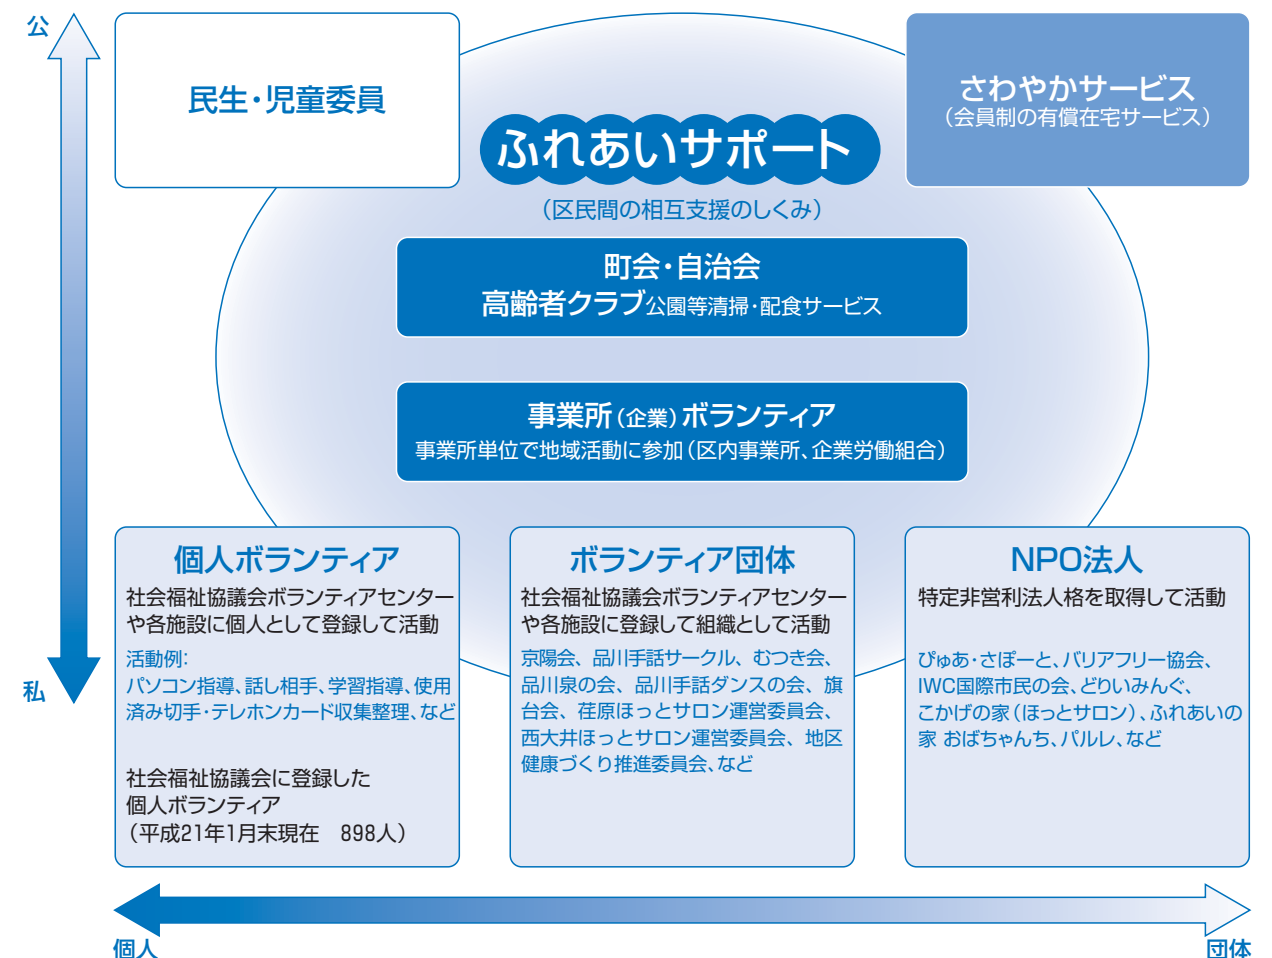 公
民生・児童委員
さわやかサービス
（会員制の有償在宅サービス）
ふれあいサポート
（区民間の相互支援のしくみ）
町会・自治会
高齢者クラブ公園等清掃・配食サービス
事業所（企業）ボランティア
事業所単位で地域活動に参加（区内事業所、企業労働組合）
私
個人ボランティア
社会福祉協議会ボランティアセンター
や各施設に個人として登録して活動
活動例：
パソコン指導、話し相手、学習指導、使用
済み切手・テレホンカード収集整理、など
社会福祉協議会に登録した
個人ボランティア
（平成21年1月末現在　898人）
ボランティア団体
社会福祉協議会ボランティアセンター
や各施設に登録して組織として活動
京陽会、品川手話サークル、むつき会、
品川泉の会、品川手話ダンスの会、旗
台会、荏原ほっとサロン運営委員会、
西大井ほっとサロン運営委員会、地区
健康づくり推進委員会、など
NPO法人
特定非営利法人格を取得して活動
ぴゅあ・さぽーと、バリアフリー協会、
IWC国際市民の会、どりいみんぐ、
こかげの家（ほっとサロン）、ふれあいの
家 おばちゃんち、パルレ、など
個人
団体